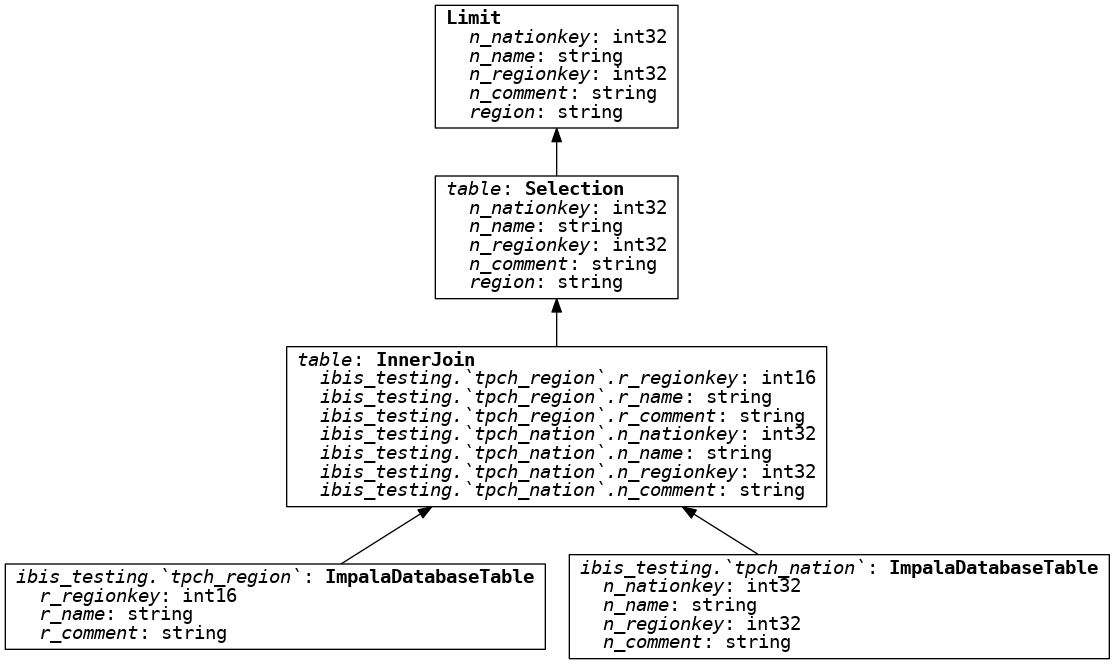 Limit
n_nationkey: int32
n_name: string
n_regionkey: int32
n_comment: string
region: string
table: Selection
n_nationkey: int32
n_name: string
n_regionkey: int32
n_comment: string
region: string
table: InnerJoin
ibis_testing.`tpch_region`.r_regionkey: int16
ibis_testing.`tpch_region`.r_name: string
ibis_testing.`tpch_region`.r_comment: string
ibis_testing.`tpch_nation`.n_nationkey: int32
ibis_testing.`tpch_nation`.n_name: string
ibis_testing.`tpch_nation`.n_regionkey: int32
ibis_testing.`tpch_nation`.n_comment: string
ibis_testing.`tpch_region`: ImpalaDatabaseTable
r_regionkey: int16
r_name: string
r_comment: string
ibis_testing.`tpch_nation`: ImpalaDatabaseTable
n_nationkey: int32
n_name: string
n_regionkey: int32
n_comment: string